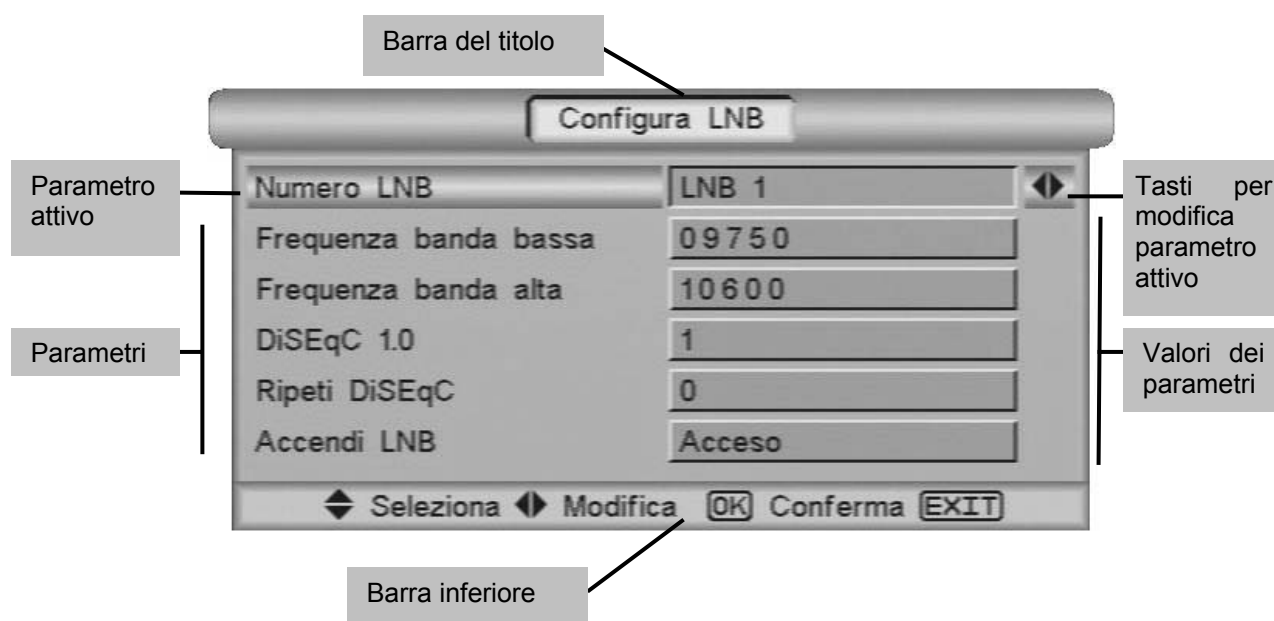 Barra del titolo
Configura LNB
Parametro
attivo
Numero LNB
LNB 1
Tasti per
modifica
parametro
attivo
Frequenza banda bassa
09750
Frequenza banda alta
10600
Parametri
DiSEqC 1.0
1
Valori dei
parametri
Ripeti DiSEqC
0
Accendi LNB
Acceso
Seleziona Modifica OK Conferma EXIT
Barra inferiore